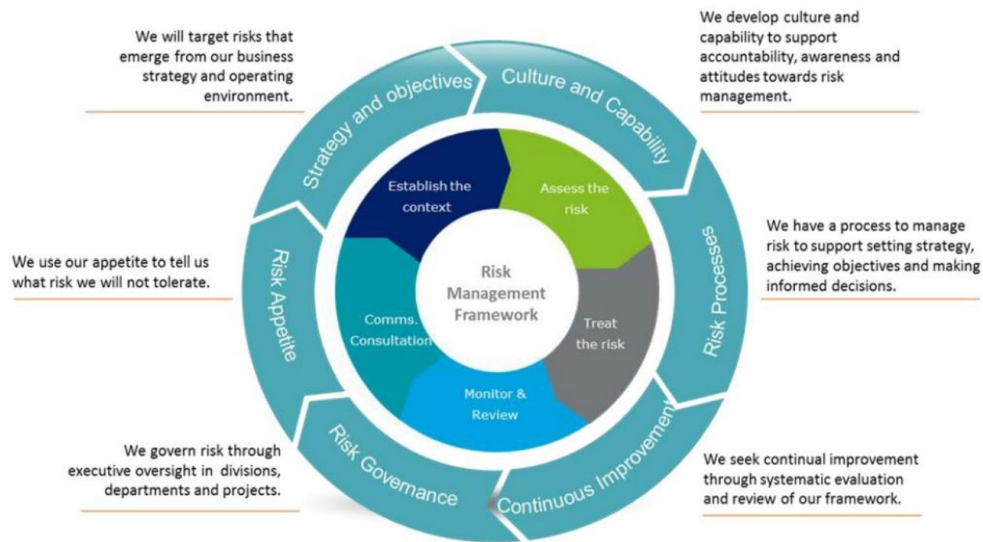 We will target risks that
emerge from our business
strategy and operating
environment.
We develop culture and
capability to support
accountability, awareness and
attitudes towards risk
management.
Strategy and objectives
Culture and Capability
Establish the
context
Assess the
risk
We use our appetite to tell us
what risk we will not tolerate.
Risk Appetite
Risk
Management
Framework
Risk Processes
We have a process to manage
risk to support setting strategy,
achieving objectives and making
informed decisions.
Comms.
Consultation
Treat
the risk
Monitor &
Review
We govern risk through
executive oversight in divisions,
departments and projects.
Risk Governance
Continuous Improvement
We seek continual improvement
through systematic evaluation
and review of our framework.